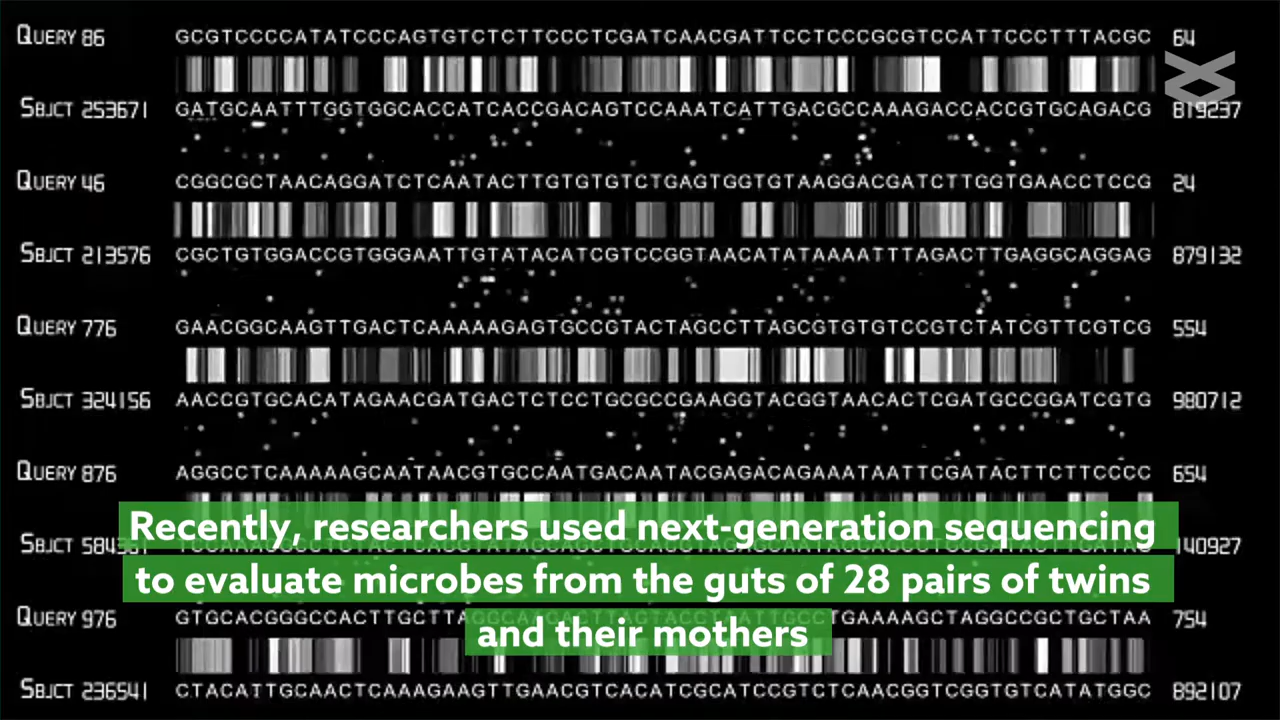 QUERY 86 GCGTCCCCATATCCCAGTGTCTCTTCCCTCGATCAACGATTCCTCCCGCGTCCATTCCCTTTACGC 64
SBJCT 253671 GATGCAATTTGGTGGCACCATCACCGACAGTCCAAATCATTGACGCCAAAGACCACCGTGCAGACG 819237
QUERY 46 CGGCGCTAACAGGATCTCAATACTTGTGTGTCTGAGTGGTGTAAGGACGATCTTGGTGAACCTCCG 24
SBJCT 213576 CGCTGTGGACCGTGGGAATTGTATACATCGTCCGGTAACATATAAAATTTAGACTTGAGGCAGGAG 879132
QUERY 776 GAACGGCAAGTTGACTCAAAAAGAGTGCCGTACTAGCCTTAGCGTGTGTCCGTCTATCGTTCGTCG 554
SBJCT 324156 AACCGTGCACATAGAACGATGACTCTCCTGCGCCGAAGGTACGGTAACACTCGATGCCGGATCGTG 980712
QUERY 876 AGGCCTCAAAAAGCAATAACGTGCCAATGACAATACGAGACAGAAATAATTCGATACTTCTTCCCC 654
Recently, researchers used next-generation sequencing
SBJCT 140927
to evaluate microbes from the guts of 28 pairs of twins
QUERY 976 GTGCACGGGCCACTTGCTTA TGAAAAGCTAGGCCGCTGCTAA 754
and their mothers
SBJCT 236541 CTACATTGCAACTCAAAGAAGTTGAACGTCACATCGCATCCGTCTCAACGGTCGGTGTCATATGGC 892107